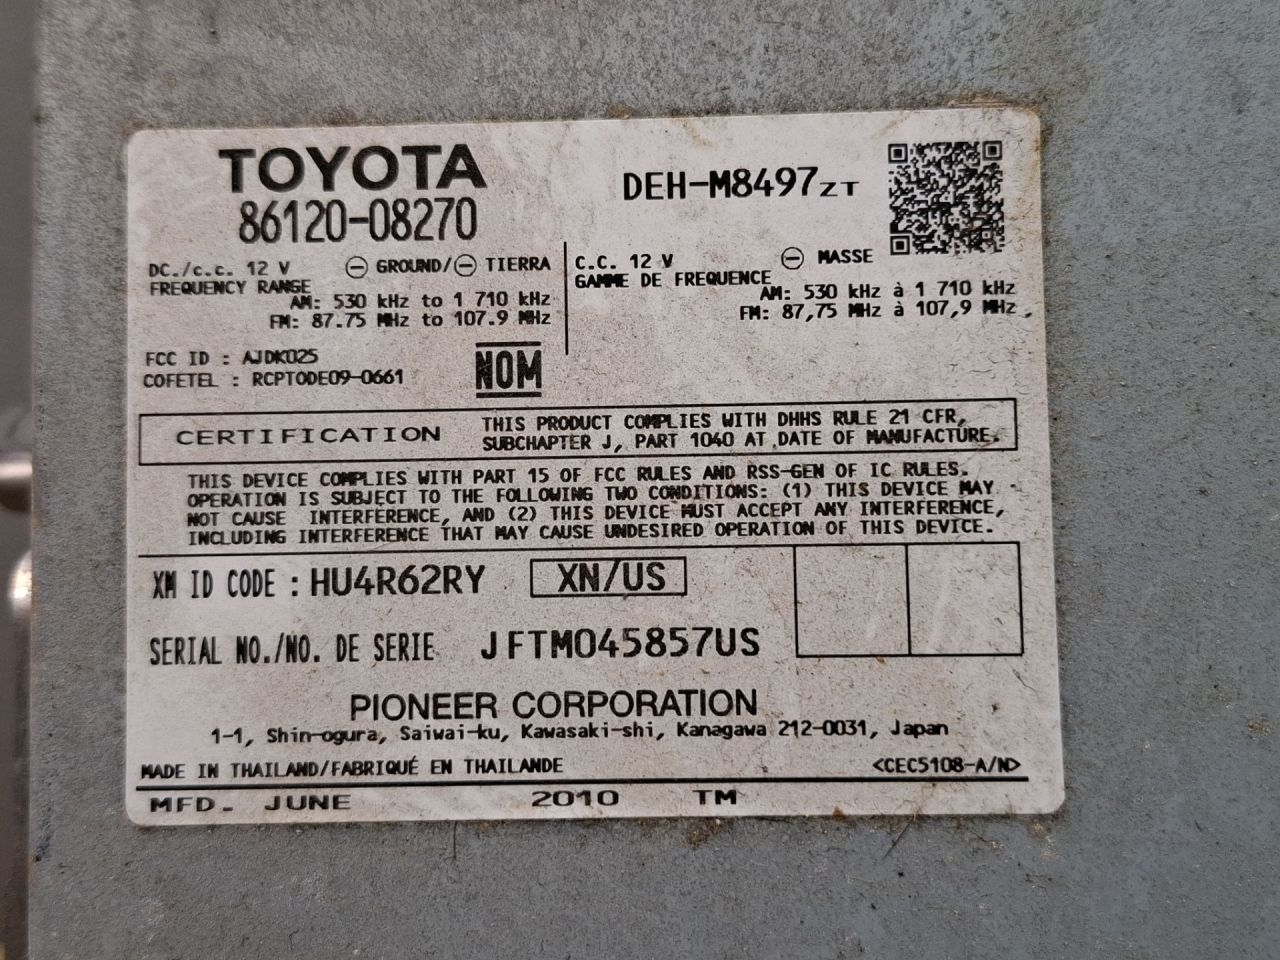 TOYOTA
86120-08270
DEH-M8497ZT
DC./c.c. 12 V ⊖ GROUND/⊖ TIERRA
FREQUENCY RANGE
AM: 530 kHz to 1 710 kHz
FM: 87.75 MHz to 107.9 MHz
C.C. 12 V ⊖ MASSE
GAMME DE FREQUENCE
AM: 530 kHz à 1 710 kHz
FM: 87,75 MHz à 107,9 MHz
FCC ID : AJDK025
COFETEL : RCPTODE09-0661
NOM
CERTIFICATION
THIS PRODUCT COMPLIES WITH DHHS RULE 21 CFR,
SUBCHAPTER J, PART 1040 AT DATE OF MANUFACTURE.
THIS DEVICE COMPLIES WITH PART 15 OF FCC RULES AND RSS-GEN OF IC RULES.
OPERATION IS SUBJECT TO THE FOLLOWING TWO CONDITIONS: (1) THIS DEVICE MAY
NOT CAUSE INTERFERENCE, AND (2) THIS DEVICE MUST ACCEPT ANY INTERFERENCE,
INCLUDING INTERFERENCE THAT MAY CAUSE UNDESIRED OPERATION OF THIS DEVICE.
XM ID CODE : HU4R62RY XN/US
SERIAL NO./NO. DE SERIE JFTM045857US
PIONEER CORPORATION
1-1, Shin-ogura, Saiwai-ku, Kawasaki-shi, Kanagawa 212-0031, Japan
MADE IN THAILAND/FABRIQUÉ EN THAILANDE <CEC5108-A/N>
MFD. JUNE 2010 TM